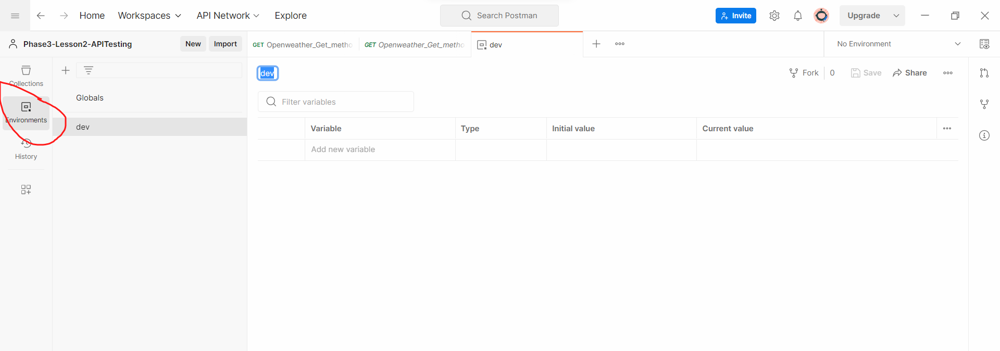 Home Workspaces API Network Explore Search Postman Invite Upgrade
Phase3-Lesson2-APITesting New Import GET Openweather_Get_metho GET Openweather_Get_metho dev No Environment
Collections
dev Fork 0 Save Share
Globals
Filter variables
Environments
dev
Variable Type Initial value Current value
Add new variable
History